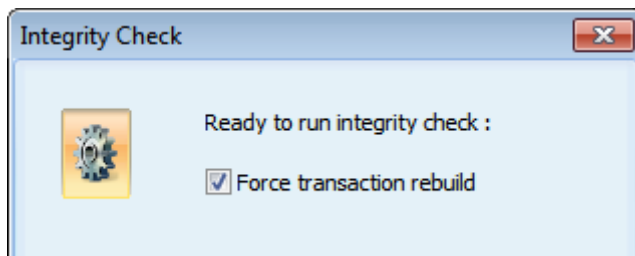 Integrity Check
Ready to run integrity check :
Force transaction rebuild